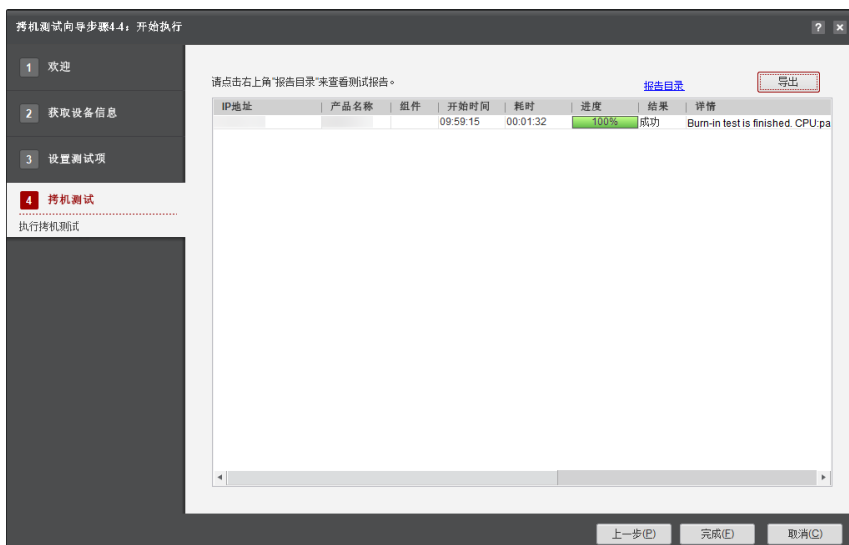 拷机测试向导步骤4-4：开始执行
? ×
1 欢迎
2 获取设备信息
3 设置测试项
4 拷机测试
执行拷机测试
请点击右上角“报告目录”来查看测试报告。
报告目录
导出
IP地址 产品名称 组件 开始时间 耗时 进度 结果 详情
09:59:15 00:01:32 100% 成功 Burn-in test is finished. CPU:pa
上一步(P) 完成(F) 取消(C)